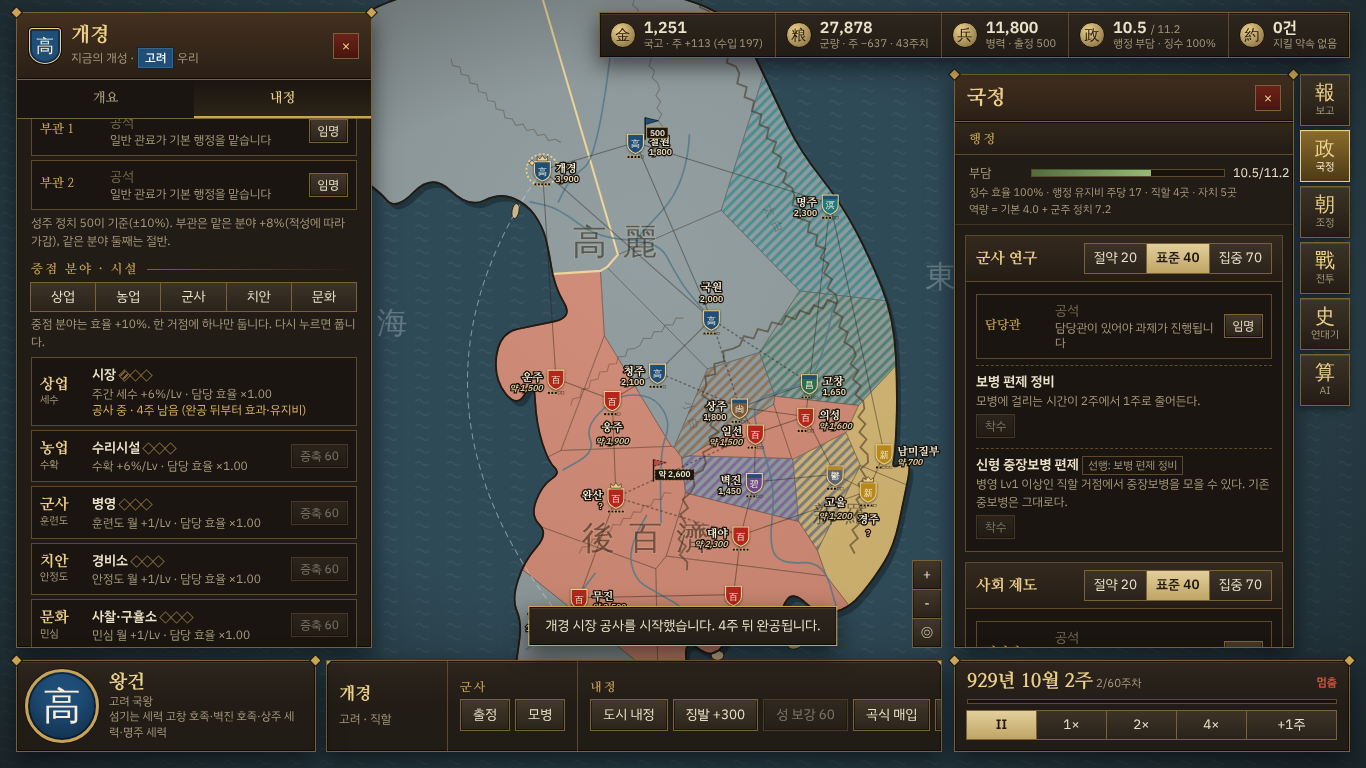 高
개경
지금의 개성 · 고려 우리
×
개요
내정
부관 1
공석
일반 관료가 기본 행정을 맡습니다
임명
부관 2
공석
일반 관료가 기본 행정을 맡습니다
임명
성주 정치 50이 기준(±10%). 부관은 맡은 분야 +8%(적성에 따라
가감), 같은 분야 둘째는 절반.
중점 분야 · 시설
상업
농업
군사
치안
문화
중점 분야는 효율 +10%. 한 거점에 하나만 둡니다. 다시 누르면 풉니
다.
상업
세수
시장
주간 세수 +6%/Lv · 담당 효율 ×1.00
공사 중 · 4주 남음 (완공 뒤부터 효과·유지비)
농업
수확
수리시설
수확 +6%/Lv · 담당 효율 ×1.00
증축 60
군사
훈련도
병영
훈련도 월 +1/Lv · 담당 효율 ×1.00
증축 60
치안
안정도
경비소
안정도 월 +1/Lv · 담당 효율 ×1.00
증축 60
문화
민심
사찰·구휼소
민심 월 +1/Lv · 담당 효율 ×1.00
증축 60
金
1,251
국고 · 주 +113 (수입 197)
粮
27,878
군량 · 주 −637 · 43주치
兵
11,800
병력 · 출정 500
政
10.5 / 11.2
행정 부담 · 징수 100%
約
0건
지킬 약속 없음
高 麗
後 百 濟
海
東
500
高
철원
1,800
高
개경
3,900
명주
2,300
溟
국원
2,000
高
청주
2,100
高
운주
약 1,500
百
百
웅주
약 1,900
상주
1,800
尙
고창
1,650
昌
의성
약 1,600
百
일선
약 1,500
百
약 2,600
벽진
1,450
碧
남미질부
약 700
新
고울
약 1,200
鬱
新
경주
?
완산
?
百
대야
약 2,300
百
무진
百
百
개경 시장 공사를 시작했습니다. 4주 뒤 완공됩니다.
+
-
◎
국정
×
행정
부담
10.5/11.2
징수 효율 100% · 행정 유지비 주당 17 · 직할 4곳 · 자치 5곳
역량 = 기본 4.0 + 군주 정치 7.2
군사 연구
절약 20
표준 40
집중 70
담당관
공석
담당관이 있어야 과제가 진행됩니
다
임명
보병 편제 정비
모병에 걸리는 시간이 2주에서 1주로 줄어든다.
착수
신형 중장보병 편제 선행: 보병 편제 정비
병영 Lv1 이상인 직할 거점에서 중장보병을 모을 수 있다. 기존
중보병은 그대로다.
착수
사회 제도
절약 20
표준 40
집중 70
공석
報
보고
政
국정
朝
조정
戰
전투
史
연대기
算
AI
高
왕건
고려 국왕
섬기는 세력 고창 호족·벽진 호족·상주 세
력·명주 세력
개경
고려 · 직할
군사
출정
모병
내정
도시 내정
징발 +300
성 보강 60
곡식 매입
929년 10월 2주 2/60주차
멈춤
II
1×
2×
4×
+1주